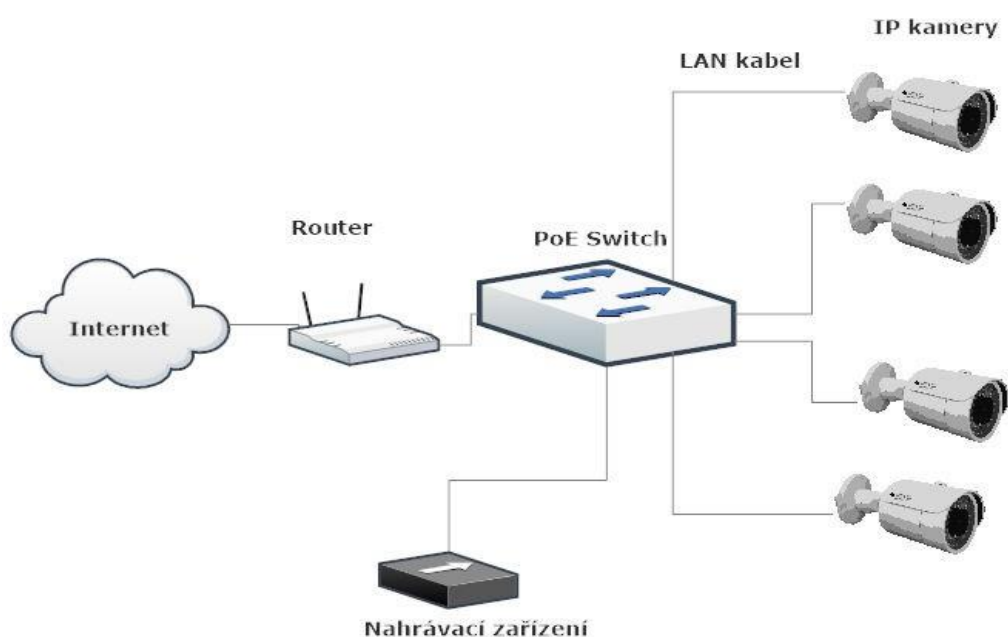 IP kamery
LAN kabel
Router
PoE Switch
Internet
Nahrávací zařízení